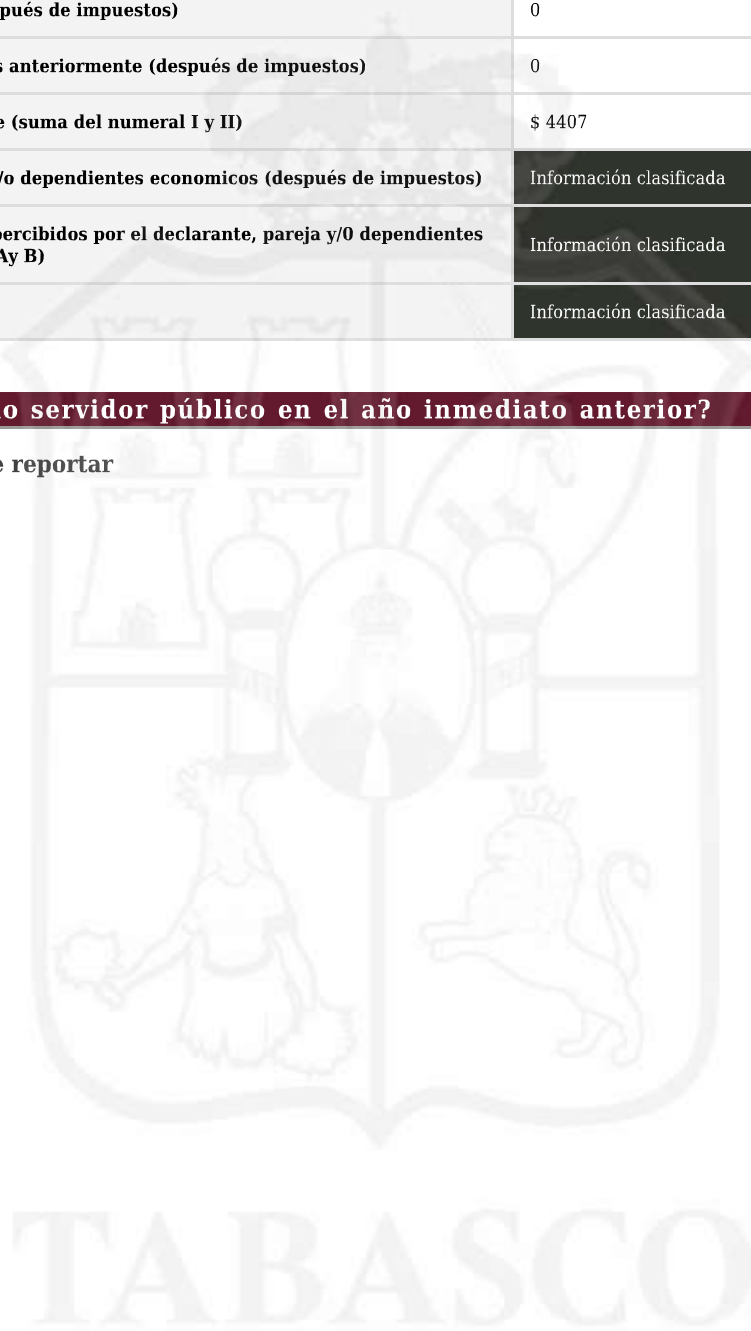 pués de impuestos) 0
s anteriormente (después de impuestos) 0
e (suma del numeral I y II) $ 4407
/o dependientes economicos (después de impuestos) Información clasificada
percibidos por el declarante, pareja y/0 dependientes Información clasificada
Ay B)
Información clasificada
o servidor público en el año inmediato anterior?
e reportar
TABASCO